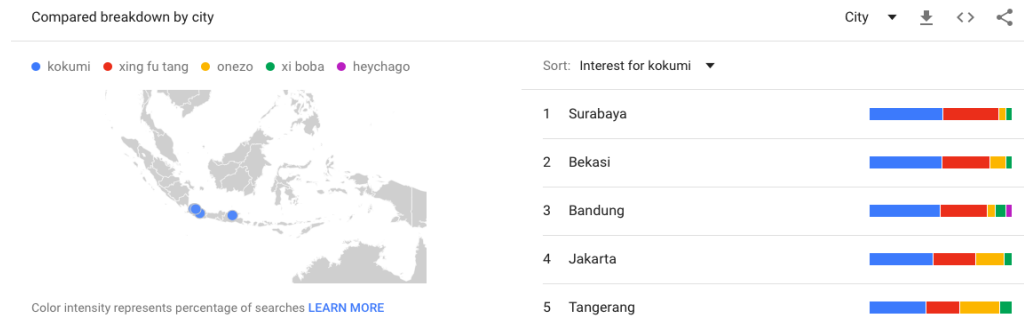 Compared breakdown by city
City
kokumi xing fu tang onezo xi boba heychago
Sort: Interest for kokumi
1 Surabaya
2 Bekasi
3 Bandung
4 Jakarta
5 Tangerang
Color intensity represents percentage of searches LEARN MORE